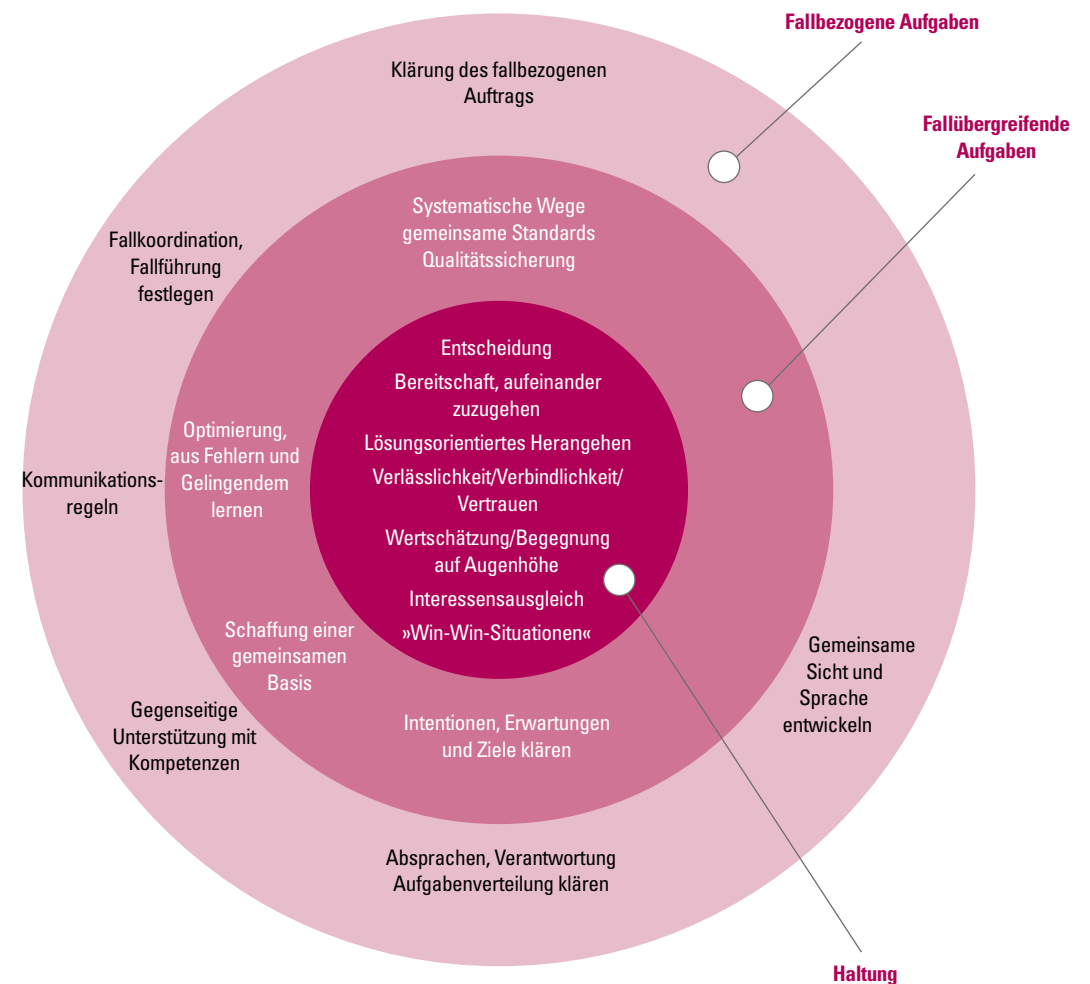 Fallbezogene Aufgaben
Klärung des fallbezogenen
Auftrags
Fallübergreifende
Aufgaben
Systematische Wege
gemeinsame Standards
Qualitätssicherung
Fallkoordination,
Fallführung
festlegen
Entscheidung
Bereitschaft, aufeinander
zuzugehen
Lösungsorientiertes Herangehen
Verlässlichkeit/Verbindlichkeit/
Vertrauen
Wertschätzung/Begegnung
auf Augenhöhe
Interessensausgleich
»Win-Win-Situationen«
Optimierung,
aus Fehlern und
Gelingendem
lernen
Kommunikations-
regeln
Schaffung einer
gemeinsamen
Basis
Gemeinsame
Sicht und
Sprache
entwickeln
Gegenseitige
Unterstützung mit
Kompetenzen
Intentionen, Erwartungen
und Ziele klären
Absprachen, Verantwortung
Aufgabenverteilung klären
Haltung